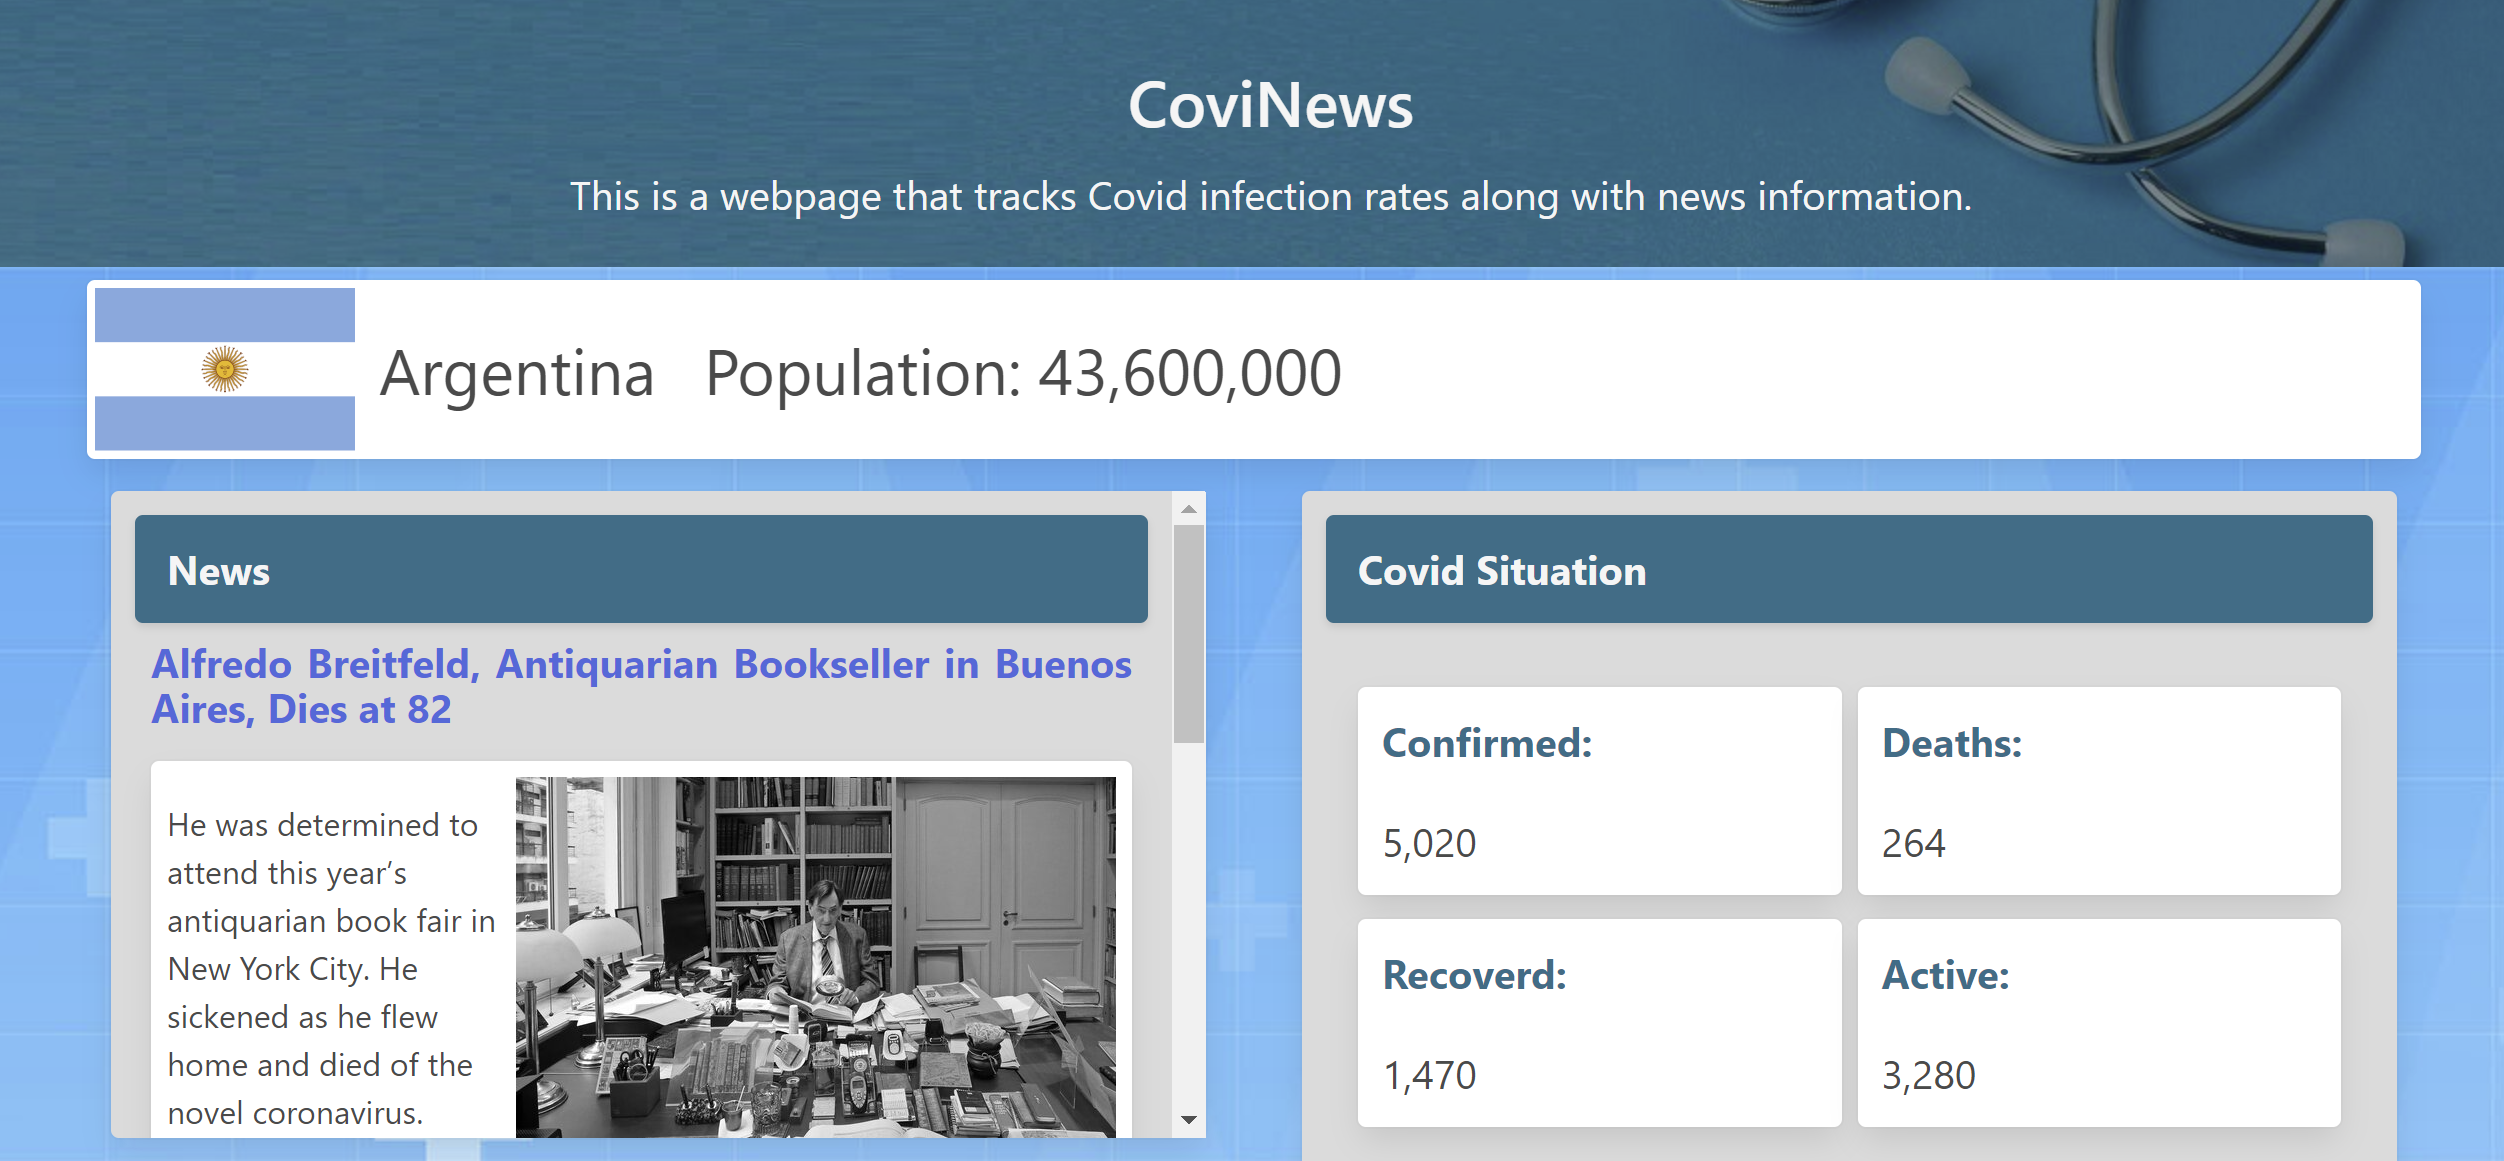 CoviNews
This is a webpage that tracks Covid infection rates along with news information.
Argentina Population: 43,600,000
News
Alfredo Breitfeld, Antiquarian Bookseller in Buenos
Aires, Dies at 82
He was determined to
attend this year’s
antiquarian book fair in
New York City. He
sickened as he flew
home and died of the
novel coronavirus.
Covid Situation
Confirmed:
5,020
Deaths:
264
Recoverd:
1,470
Active:
3,280